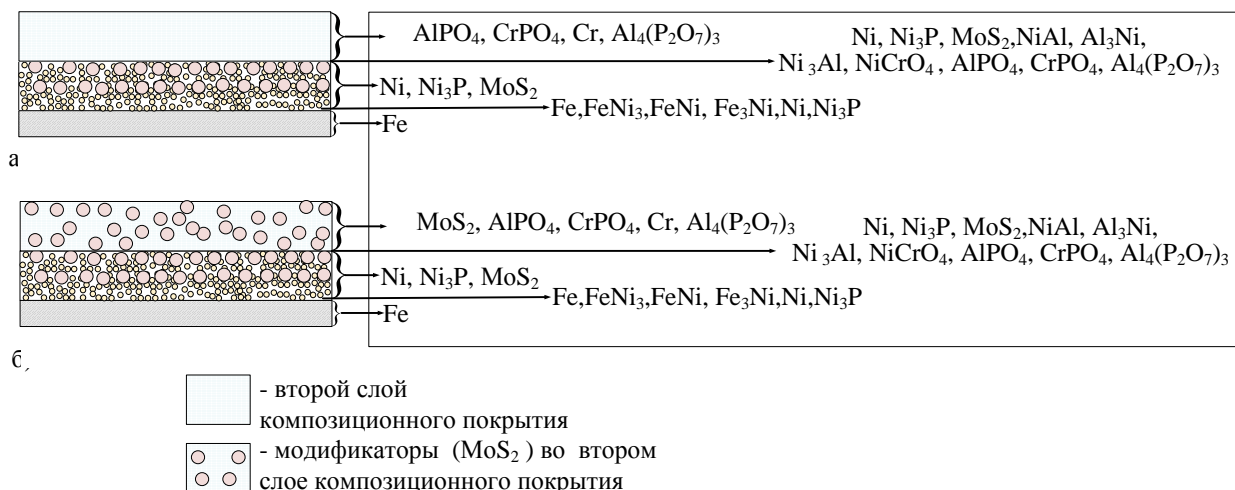 AlPO₄, CrPO₄, Cr, Al₄(P₂O₇)₃
Ni, Ni₃P, MoS₂,NiAl, Al₃Ni,
Ni ₃Al, NiCrO₄ , AlPO₄, CrPO₄, Al₄(P₂O₇)₃
Ni, Ni₃P, MoS₂
Fe,FeNi₃,FeNi, Fe₃Ni,Ni,Ni₃P
Fe
а
MoS₂, AlPO₄, CrPO₄, Cr, Al₄(P₂O₇)₃
Ni, Ni₃P, MoS₂,NiAl, Al₃Ni,
Ni ₃Al, NiCrO₄, AlPO₄, CrPO₄, Al₄(P₂O₇)₃
Ni, Ni₃P, MoS₂
Fe,FeNi₃,FeNi, Fe₃Ni,Ni,Ni₃P
Fe
б
- второй слой
композиционного покрытия
- модификаторы (MoS₂ ) во втором
слое композиционного покрытия